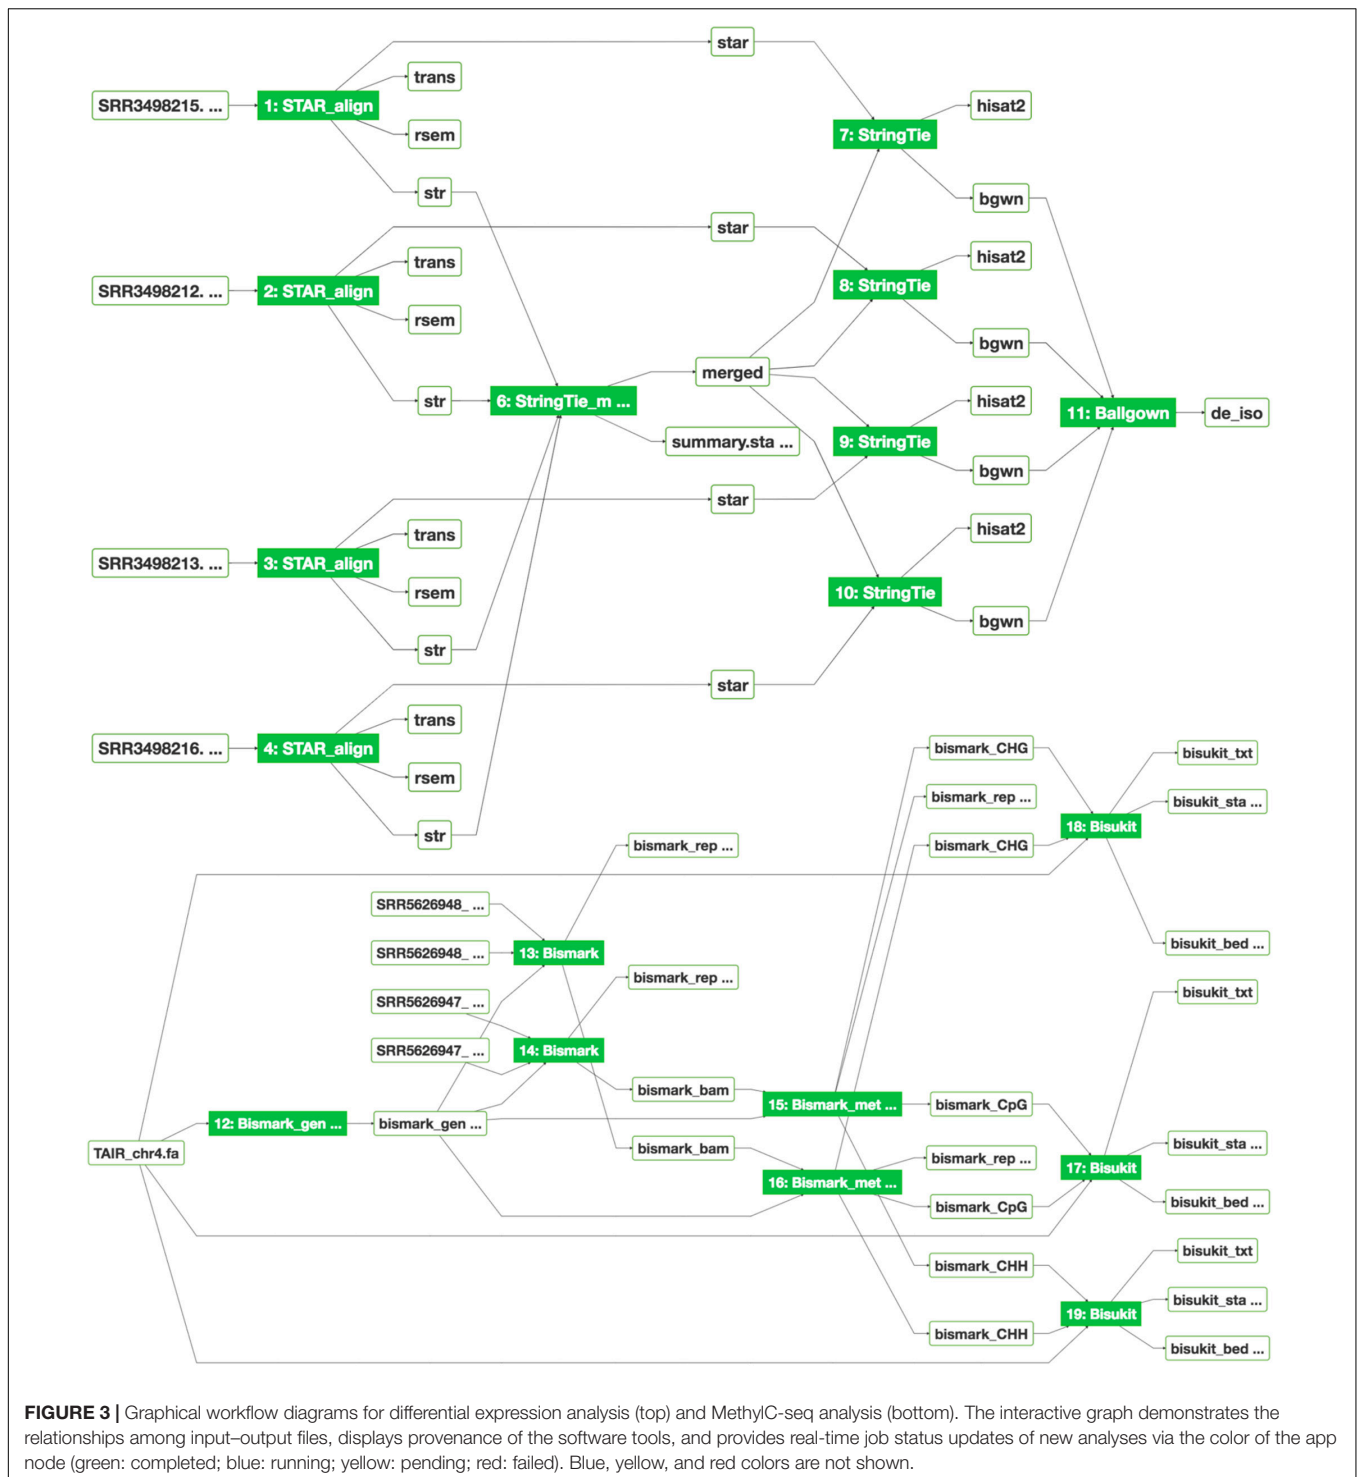 star
trans
SRR3498215. ...
1: STAR_align
hisat2
rsem
7: StringTie
str
bgwn
star
trans
hisat2
SRR3498212. ...
2: STAR_align
8: StringTie
rsem
bgwn
merged
str
6: StringTie_m ...
hisat2
11: Ballgown
de_iso
summary.sta ...
9: StringTie
bgwn
star
trans
hisat2
SRR3498213. ...
3: STAR_align
rsem
10: StringTie
bgwn
str
star
trans
SRR3498216. ...
4: STAR_align
rsem
str
bismark_CHG
bisukit_txt
bismark_rep ...
bisukit_sta ...
18: Bisukit
bismark_rep ...
bismark_CHG
SRR5626948_ ...
bisukit_bed ...
SRR5626948_ ...
13: Bismark
bismark_rep ...
bisukit_txt
SRR5626947_ ...
SRR5626947_ ...
14: Bismark
bismark_bam
15: Bismark_met ...
bismark_CpG
12: Bismark_gen ...
bismark_gen ...
TAIR_chr4.fa
bismark_bam
bismark_rep ...
bisukit_sta ...
17: Bisukit
16: Bismark_met ...
bismark_CpG
bisukit_bed ...
bisukit_txt
bismark_CHH
bisukit_sta ...
19: Bisukit
bismark_CHH
bisukit_bed ...
FIGURE 3 | Graphical workflow diagrams for differential expression analysis (top) and MethylC-seq analysis (bottom). The interactive graph demonstrates the
relationships among input–output files, displays provenance of the software tools, and provides real-time job status updates of new analyses via the color of the app
node (green: completed; blue: running; yellow: pending; red: failed). Blue, yellow, and red colors are not shown.